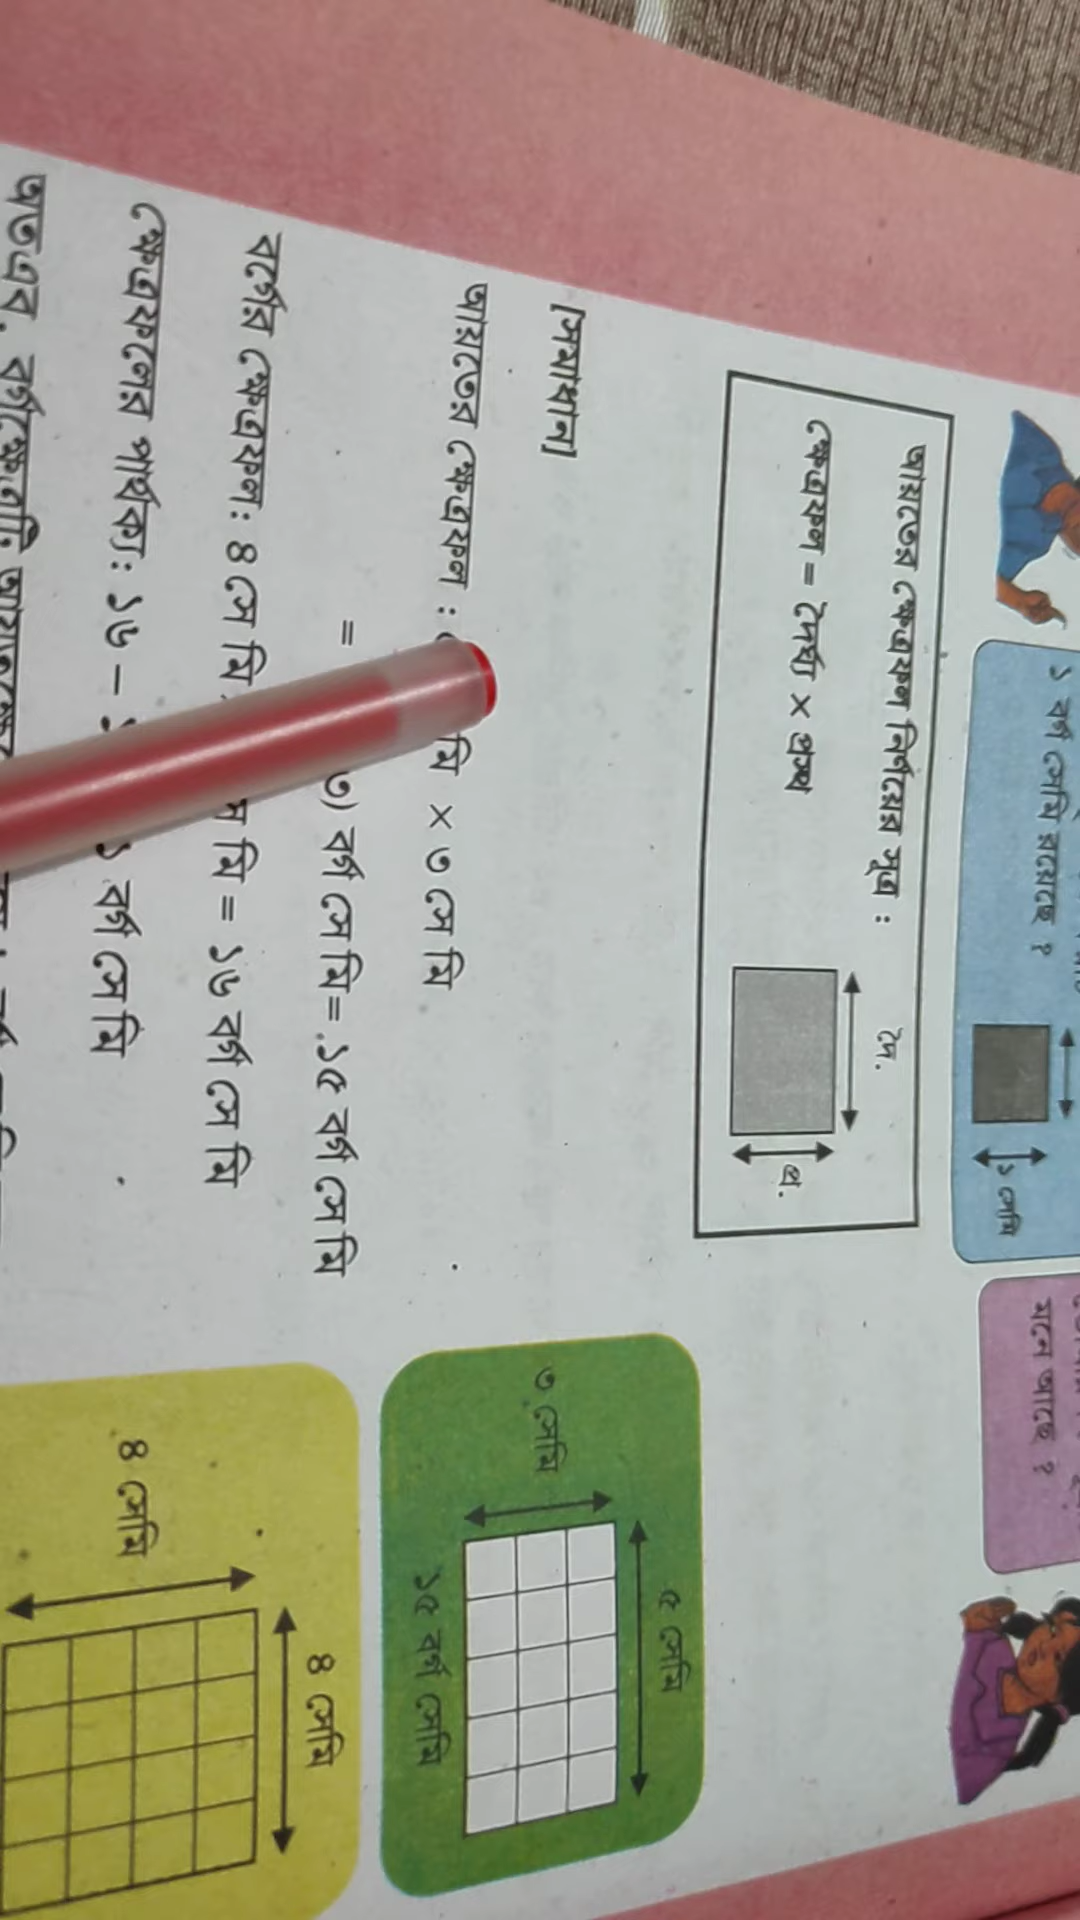 ১ বর্গ সেমি রয়েছে ?
১ সেমি
মনে আছে ?
আয়তের ক্ষেত্রফল নির্ণয়ের সূত্র :
ক্ষেত্রফল = দৈর্ঘ্য × প্রস্থ
দৈ.
প্র.
[সমাধান]
আয়তের ক্ষেত্রফল : মি × ৩ সে মি
= ৩) বর্গ সে মি = ১৫ বর্গ সে মি
বর্গের ক্ষেত্রফল: ৪ সে মি মি = ১৬ বর্গ সে মি
ক্ষেত্রফলের পার্থক্য: ১৬ – ১ বর্গ সে মি
অতএব, বর্গক্ষেত্রটি
৫ সেমি
৩ সেমি
১৫ বর্গ সেমি
৪ সেমি
৪ সেমি